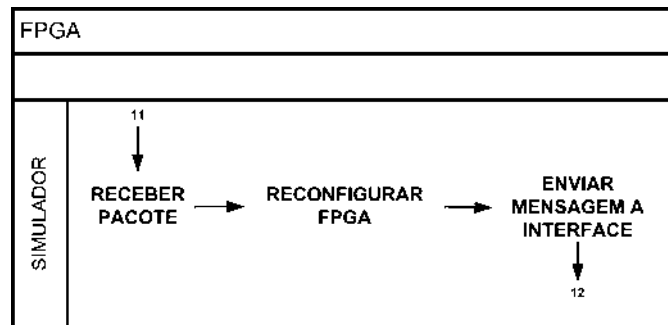 FPGA
SIMULADOR
11
RECEBER
PACOTE
RECONFIGURAR
FPGA
ENVIAR
MENSAGEM A
INTERFACE
12